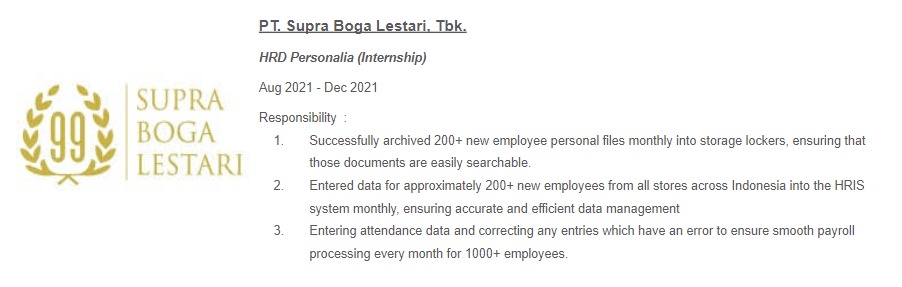 99
SUPRA
BOGA
LESTARI
PT. Supra Boga Lestari, Tbk.
HRD Personalia (Internship)
Aug 2021 - Dec 2021
Responsibility :
1. Successfully archived 200+ new employee personal files monthly into storage lockers, ensuring that
those documents are easily searchable.
2. Entered data for approximately 200+ new employees from all stores across Indonesia into the HRIS
system monthly, ensuring accurate and efficient data management
3. Entering attendance data and correcting any entries which have an error to ensure smooth payroll
processing every month for 1000+ employees.